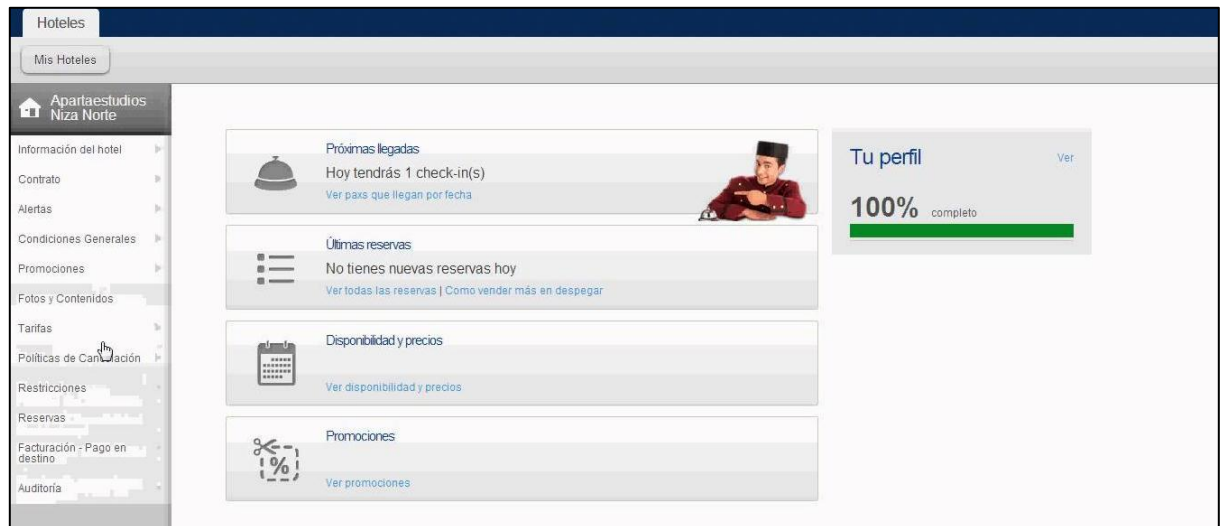 Hoteles
Mis Hoteles
Apartaestudios
Niza Norte
Información del hotel
Contrato
Alertas
Condiciones Generales
Promociones
Fotos y Contenidos
Tarifas
Políticas de Cancelación
Restricciones
Reservas
Facturación - Pago en
destino
Auditoría
Próximas llegadas
Hoy tendrás 1 check-in(s)
Ver paxs que llegan por fecha
Últimas reservas
No tienes nuevas reservas hoy
Ver todas las reservas | Como vender más en despegar
Disponibilidad y precios
Ver disponibilidad y precios
Promociones
%
Ver promociones
Tu perfil
Ver
100% completo